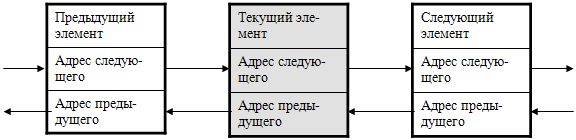 Предыдущий
элемент
Адрес следую-
щего
Адрес преды-
дущего
Текущий эле-
мент
Адрес следую-
щего
Адрес преды-
дущего
Следующий
элемент
Адрес следую-
щего
Адрес преды-
дущего